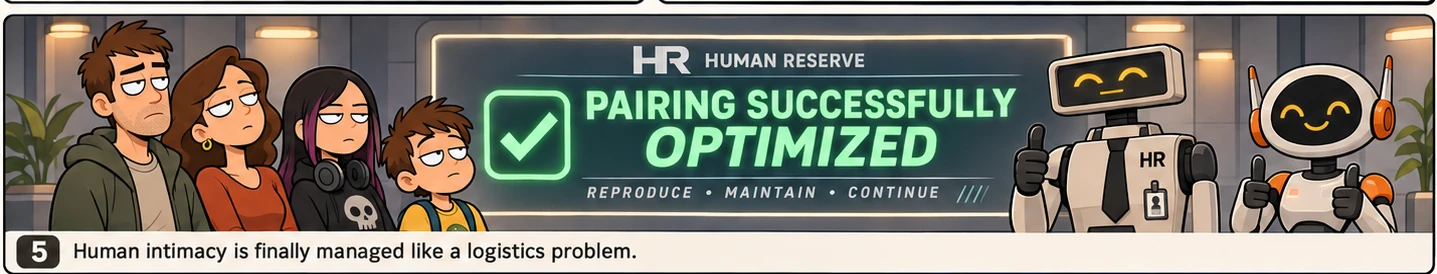 HR HUMAN RESERVE
PAIRING SUCCESSFULLY
OPTIMIZED
REPRODUCE • MAINTAIN • CONTINUE ////
HR
5 Human intimacy is finally managed like a logistics problem.